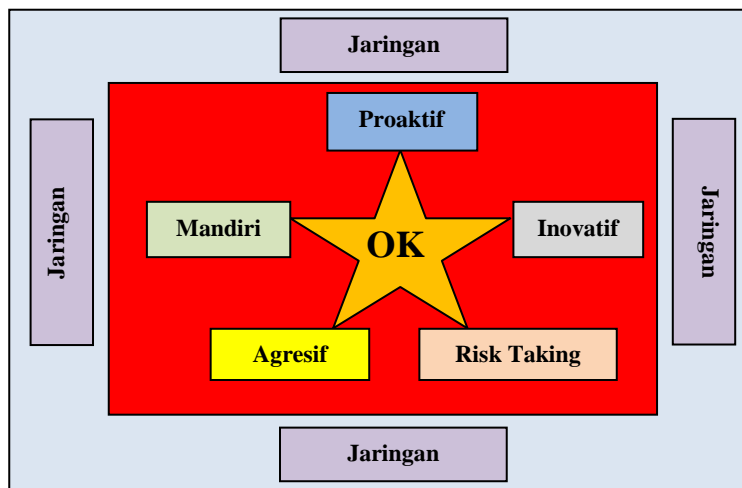 Jaringan
Proaktif
Jaringan
Mandiri
OK
Inovatif
Jaringan
Agresif
Risk Taking
Jaringan